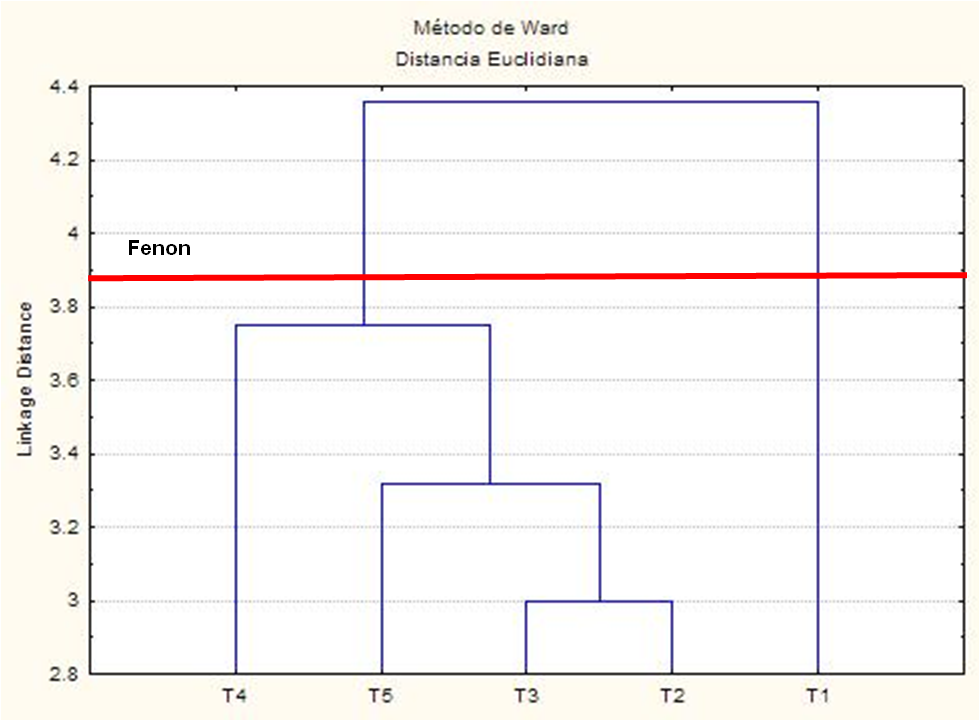 Método de Ward
Distancia Euclidiana
4.4
4.2
4
Fenon
3.8
3.6
3.4
3.2
3
2.8
Linkage Distance
T4 T5 T3 T2 T1